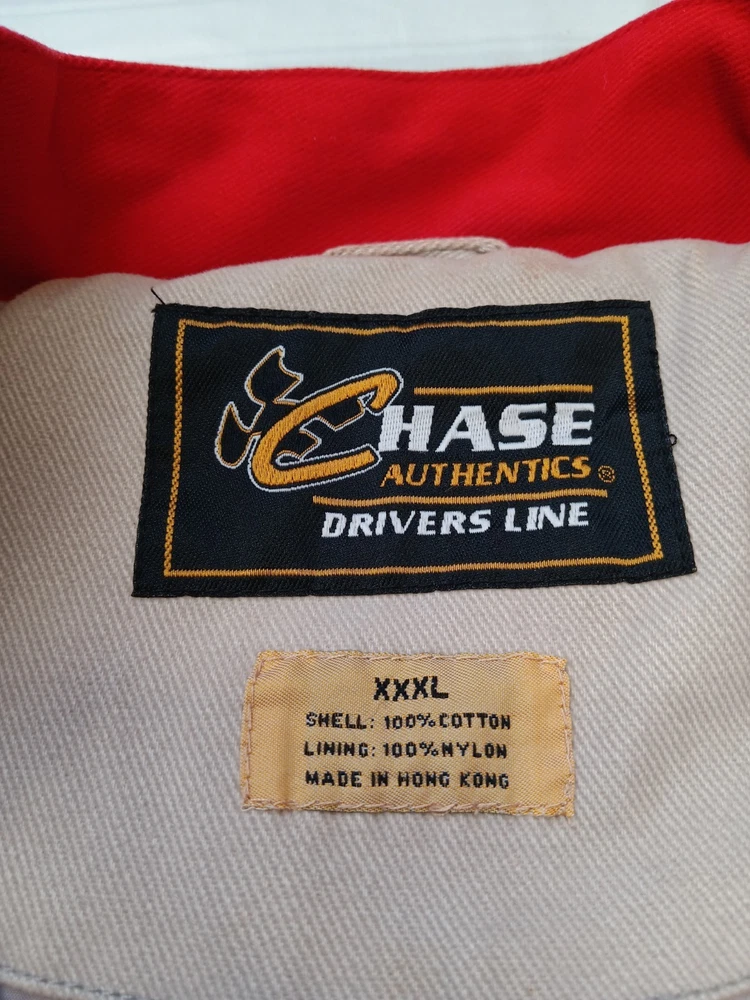 CHASE
AUTHENTICS®
DRIVERS LINE
XXXL
SHELL: 100% COTTON
LINING: 100% NYLON
MADE IN HONG KONG